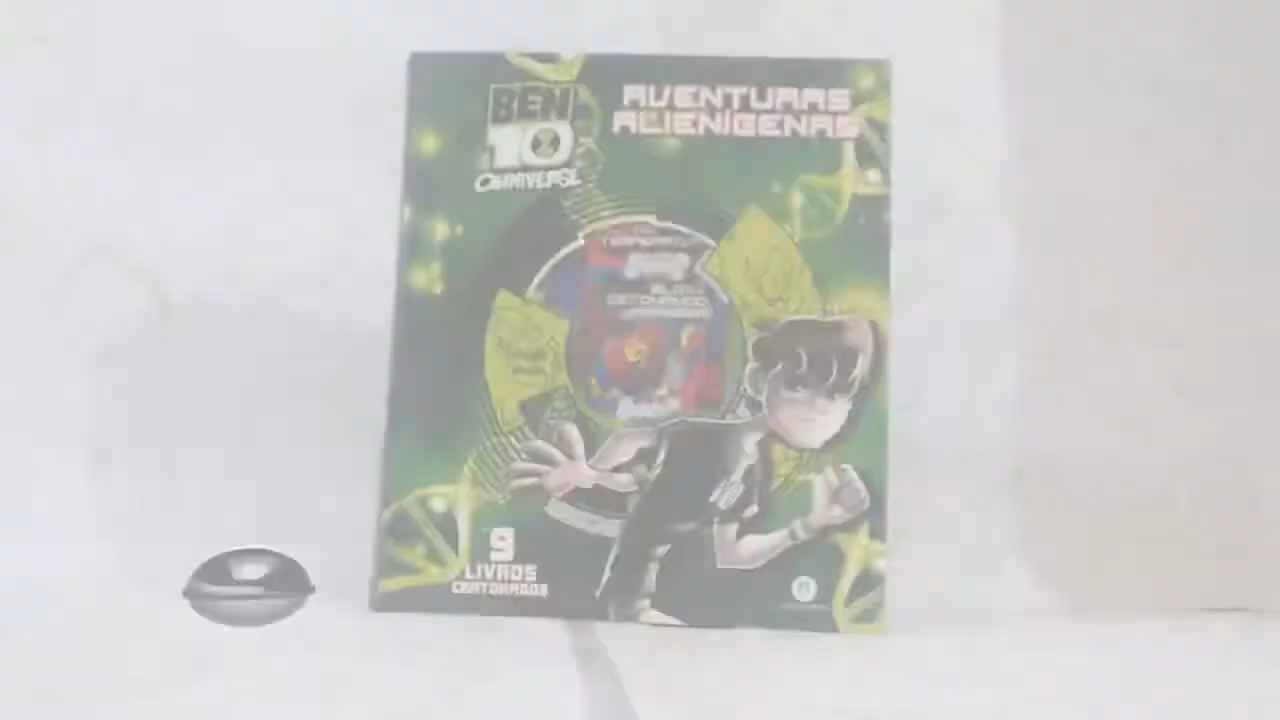 BEN
10
OMNIVERSE
AVENTURAS
ALIENÍGENAS
9
LIVROS
CARTONADOS